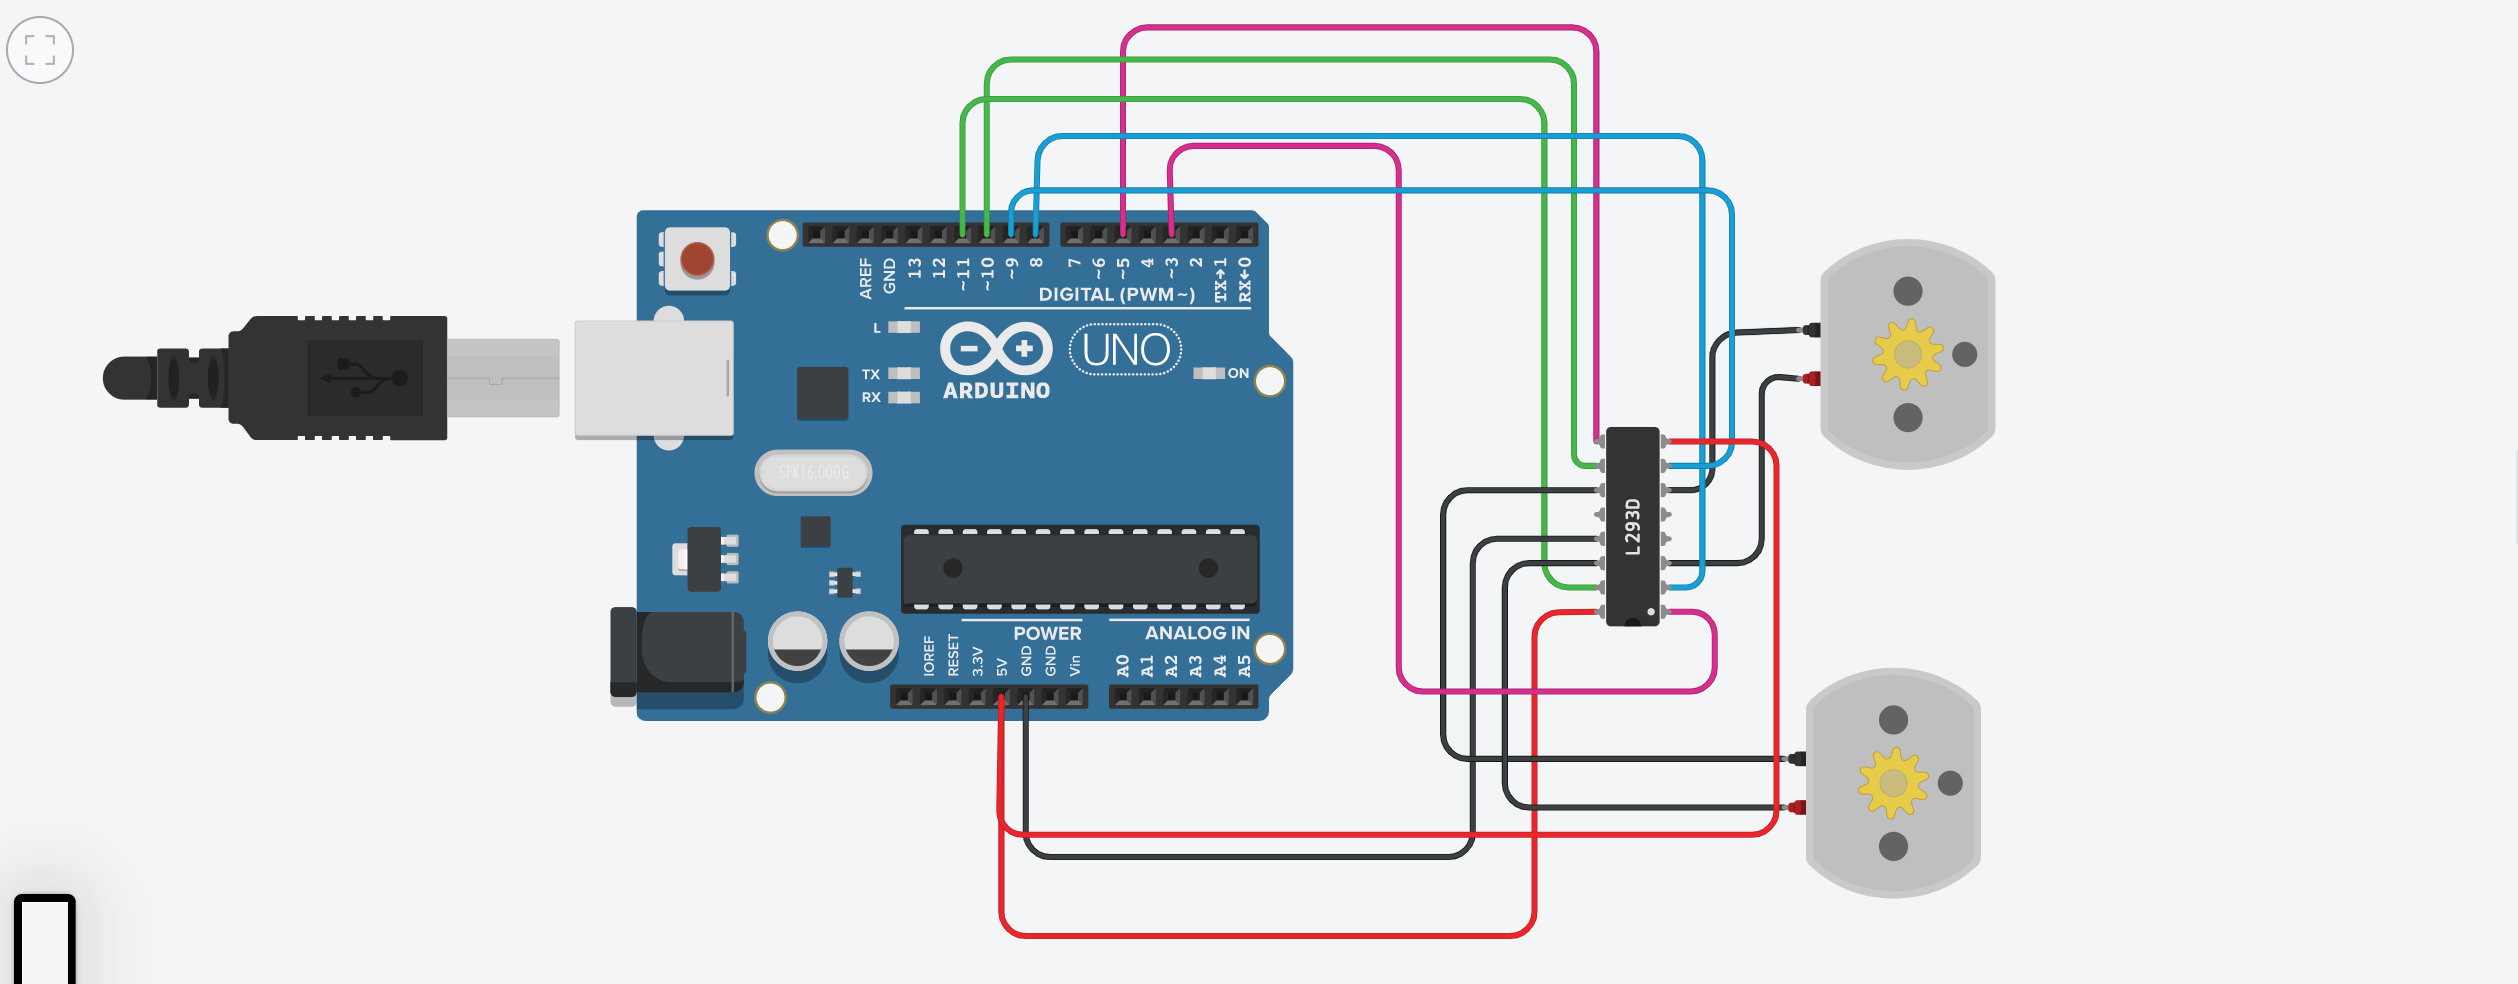 AREF
GND
13
12
~11
~10
~9
8
7
~6
~5
4
~3
2
TX→1
RX←0
DIGITAL (PWM ~)
L
TX
RX
ARDUINO
UNO
ON
SPK16.000G
L293D
POWER
ANALOG IN
IOREF
RESET
3.3V
5V
GND
GND
Vin
A0
A1
A2
A3
A4
A5